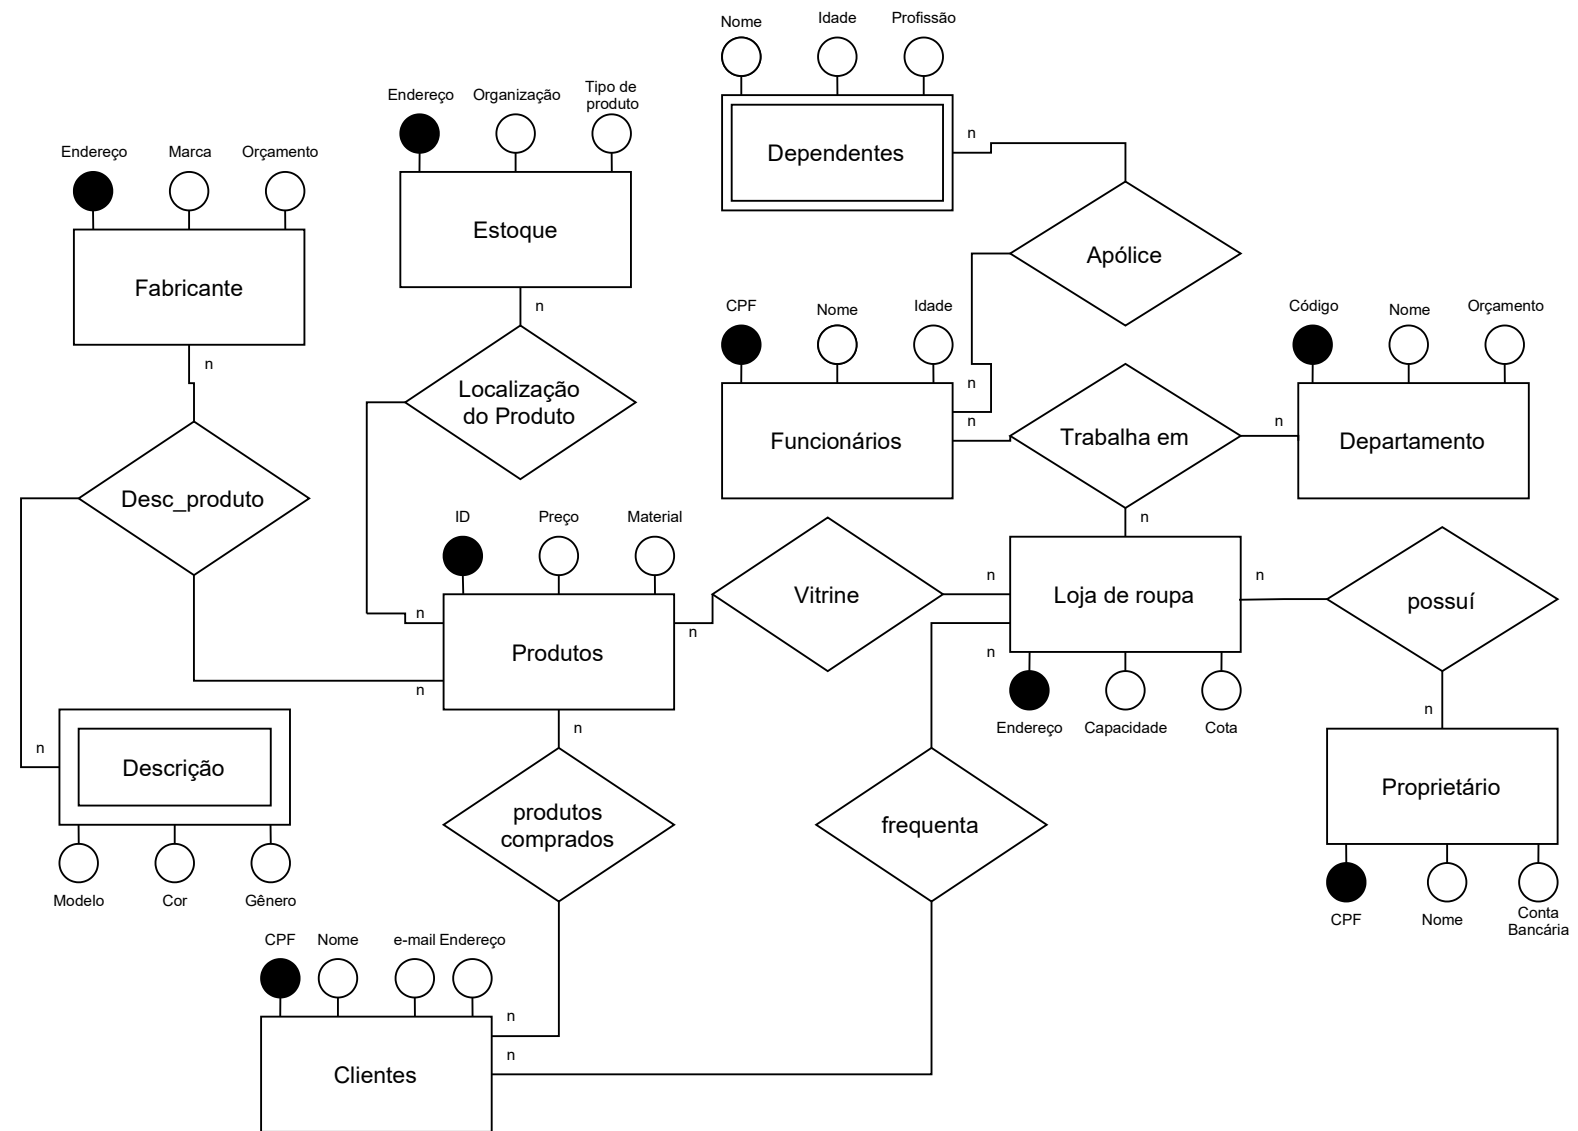 Nome
Idade
Profissão
Dependentes
n
Apólice
n
Endereço
Organização
Tipo de
produto
Estoque
n
Localização
do Produto
n
Endereço
Marca
Orçamento
Fabricante
n
Desc_produto
n
n
Descrição
Modelo
Cor
Gênero
CPF
Nome
Idade
Funcionários
n
Trabalha em
n
n
Código
Nome
Orçamento
Departamento
ID
Preço
Material
Produtos
n
Vitrine
n
Loja de roupa
n
Endereço
Capacidade
Cota
n
possuí
n
Proprietário
CPF
Nome
Conta
Bancária
n
produtos
comprados
n
frequenta
n
CPF
Nome
e-mail
Endereço
Clientes